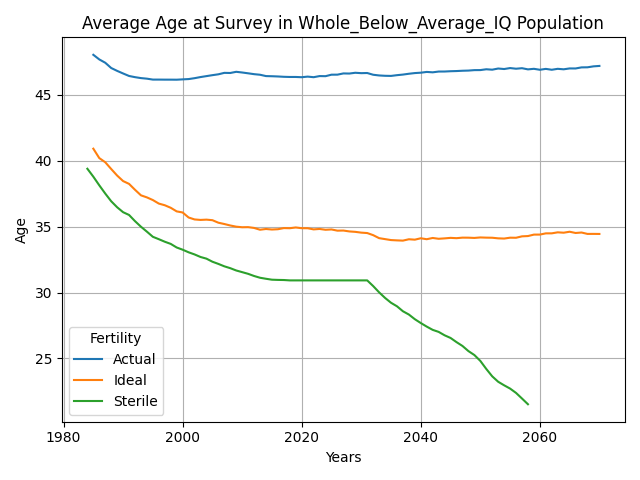 Average Age at Survey in Whole_Below_Average_IQ Population
45
40
35
30
25
Age
Fertility
Actual
Ideal
Sterile
1980
2000
2020
2040
2060
Years